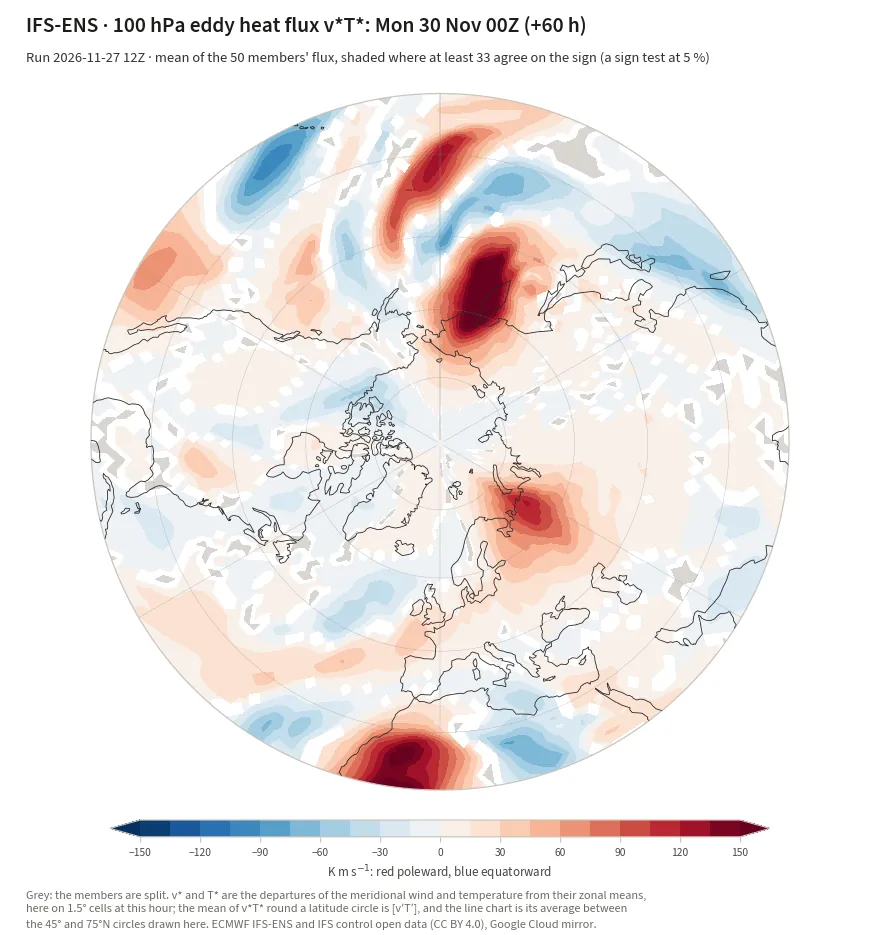 IFS-ENS · 100 hPa eddy heat flux v*T*: Mon 30 Nov 00Z (+60 h)
Run 2026-11-27 12Z · mean of the 50 members' flux, shaded where at least 33 agree on the sign (a sign test at 5 %)
−150 −120 −90 −60 −30 0 30 60 90 120 150
K m s⁻¹: red poleward, blue equatorward
Grey: the members are split. v* and T* are the departures of the meridional wind and temperature from their zonal means,
here on 1.5° cells at this hour; the mean of v*T* round a latitude circle is [v′T′], and the line chart is its average between
the 45° and 75°N circles drawn here. ECMWF IFS-ENS and IFS control open data (CC BY 4.0), Google Cloud mirror.